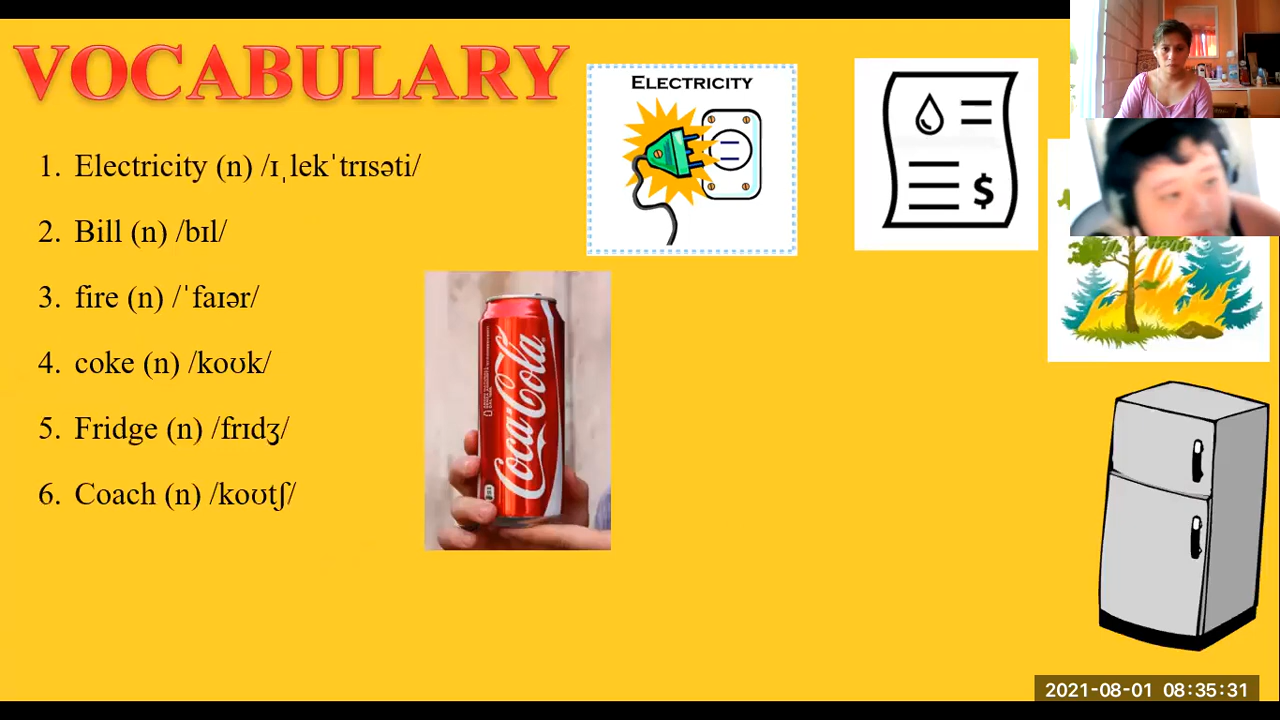 VOCABULARY
ELECTRICITY
$
1. Electricity (n) /ɪˌlekˈtrɪsəti/
2. Bill (n) /bɪl/
3. fire (n) /ˈfaɪər/
4. coke (n) /koʊk/
5. Fridge (n) /frɪdʒ/
6. Coach (n) /koʊtʃ/
Coca-Cola
2021-08-01 08:35:31